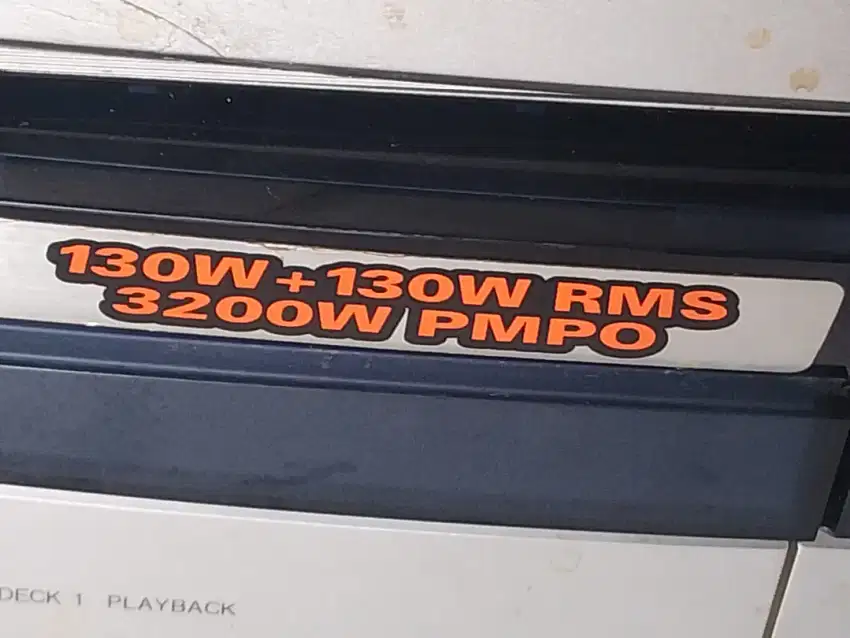 130W+130W RMS
3200W PMPO
DECK 1 PLAYBACK